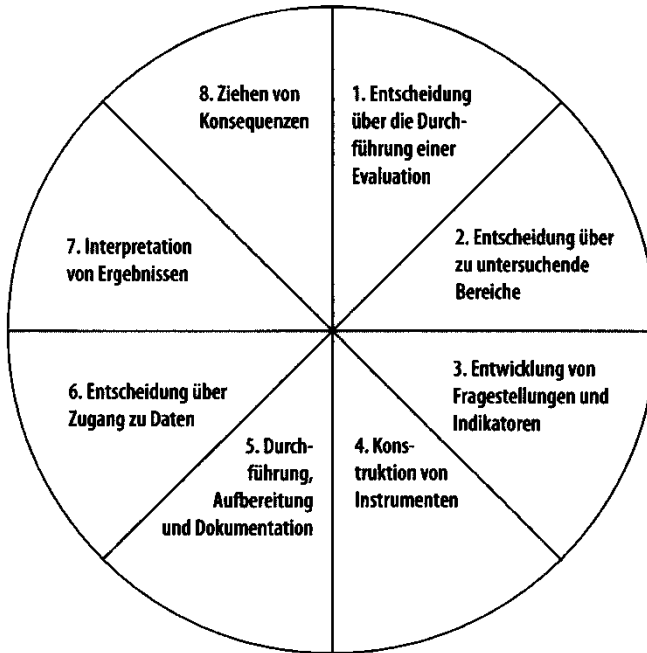 1. Entscheidung
über die Durch-
führung einer
Evaluation
2. Entscheidung über
zu untersuchende
Bereiche
3. Entwicklung von
Fragestellungen und
Indikatoren
4. Kons-
truktion von
Instrumenten
5. Durch-
führung,
Aufbereitung
und Dokumentation
6. Entscheidung über
Zugang zu Daten
7. Interpretation
von Ergebnissen
8. Ziehen von
Konsequenzen